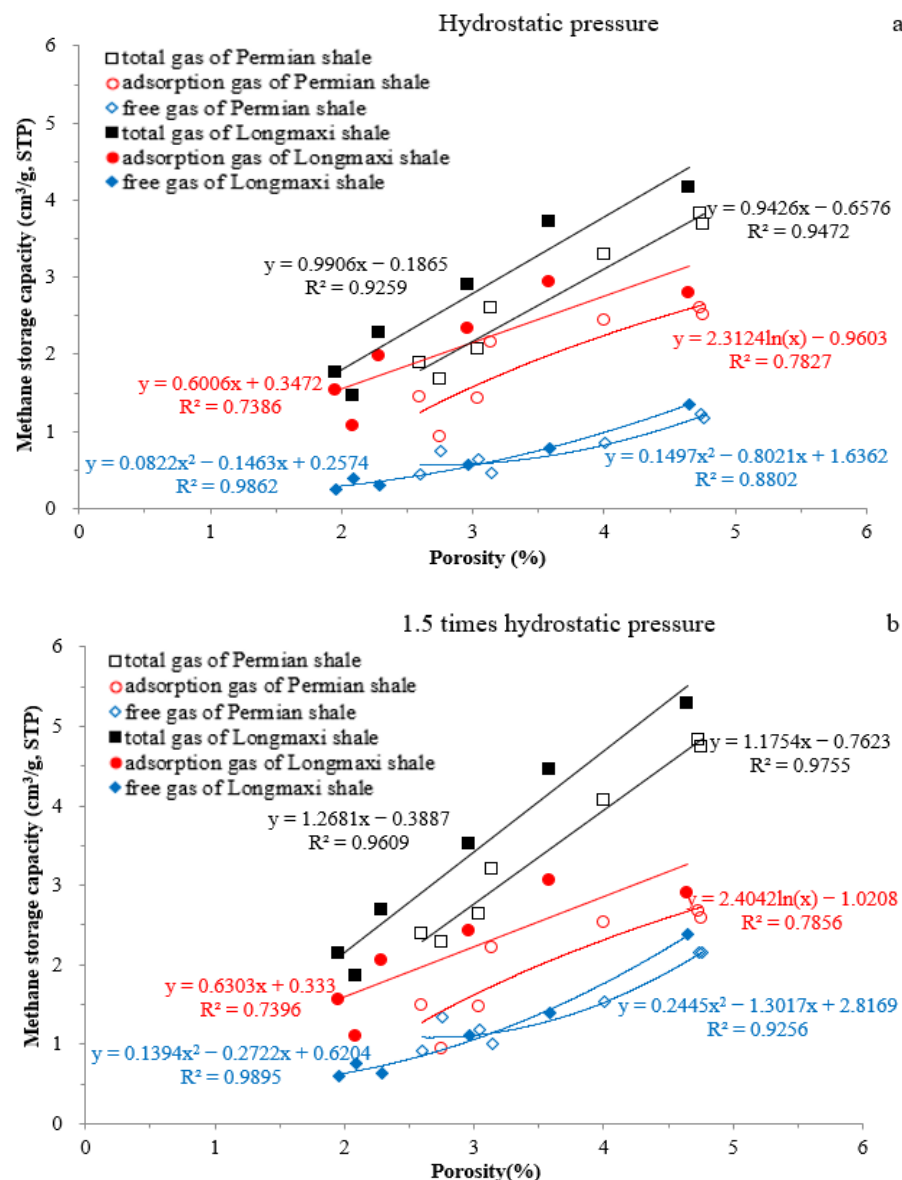 Hydrostatic pressure
a
6
5
4
3
2
1
0
Methane storage capacity (cm³/g, STP)
total gas of Permian shale
adsorption gas of Permian shale
free gas of Permian shale
total gas of Longmaxi shale
adsorption gas of Longmaxi shale
free gas of Longmaxi shale
y = 0.9426x − 0.6576
R² = 0.9472
y = 0.9906x − 0.1865
R² = 0.9259
y = 2.3124ln(x) − 0.9603
R² = 0.7827
y = 0.6006x + 0.3472
R² = 0.7386
y = 0.0822x² − 0.1463x + 0.2574
R² = 0.9862
y = 0.1497x² − 0.8021x + 1.6362
R² = 0.8802
0 1 2 3 4 5 6
Porosity (%)
1.5 times hydrostatic pressure
b
6
5
4
3
2
1
0
Methane storage capacity (cm³/g, STP)
total gas of Permian shale
adsorption gas of Permian shale
free gas of Permian shale
total gas of Longmaxi shale
adsorption gas of Longmaxi shale
free gas of Longmaxi shale
y = 1.1754x − 0.7623
R² = 0.9755
y = 1.2681x − 0.3887
R² = 0.9609
y = 2.4042ln(x) − 1.0208
R² = 0.7856
y = 0.6303x + 0.333
R² = 0.7396
y = 0.2445x² − 1.3017x + 2.8169
R² = 0.9256
y = 0.1394x² − 0.2722x + 0.6204
R² = 0.9895
0 1 2 3 4 5 6
Porosity(%)